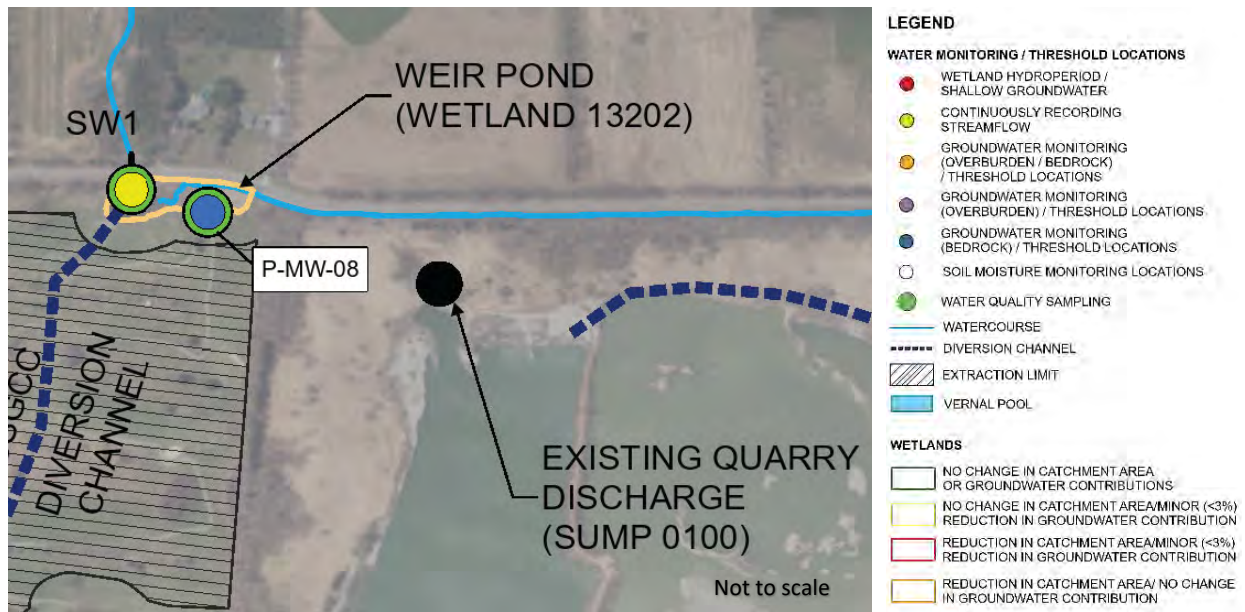 WEIR POND
(WETLAND 13202)
SW1
P-MW-08
DIVERSION
CHANNEL
EXISTING QUARRY
DISCHARGE
(SUMP 0100)
Not to scale
LEGEND
WATER MONITORING / THRESHOLD LOCATIONS
WETLAND HYDROPERIOD /
SHALLOW GROUNDWATER
CONTINUOUSLY RECORDING
STREAMFLOW
GROUNDWATER MONITORING
(OVERBURDEN / BEDROCK)
/ THRESHOLD LOCATIONS
GROUNDWATER MONITORING
(OVERBURDEN) / THRESHOLD LOCATIONS
GROUNDWATER MONITORING
(BEDROCK) / THRESHOLD LOCATIONS
SOIL MOISTURE MONITORING LOCATIONS
WATER QUALITY SAMPLING
WATERCOURSE
DIVERSION CHANNEL
EXTRACTION LIMIT
VERNAL POOL
WETLANDS
NO CHANGE IN CATCHMENT AREA
OR GROUNDWATER CONTRIBUTIONS
NO CHANGE IN CATCHMENT AREA/MINOR (<3%)
REDUCTION IN GROUNDWATER CONTRIBUTION
REDUCTION IN CATCHMENT AREA/MINOR (<3%)
REDUCTION IN GROUNDWATER CONTRIBUTION
REDUCTION IN CATCHMENT AREA/ NO CHANGE
IN GROUNDWATER CONTRIBUTION